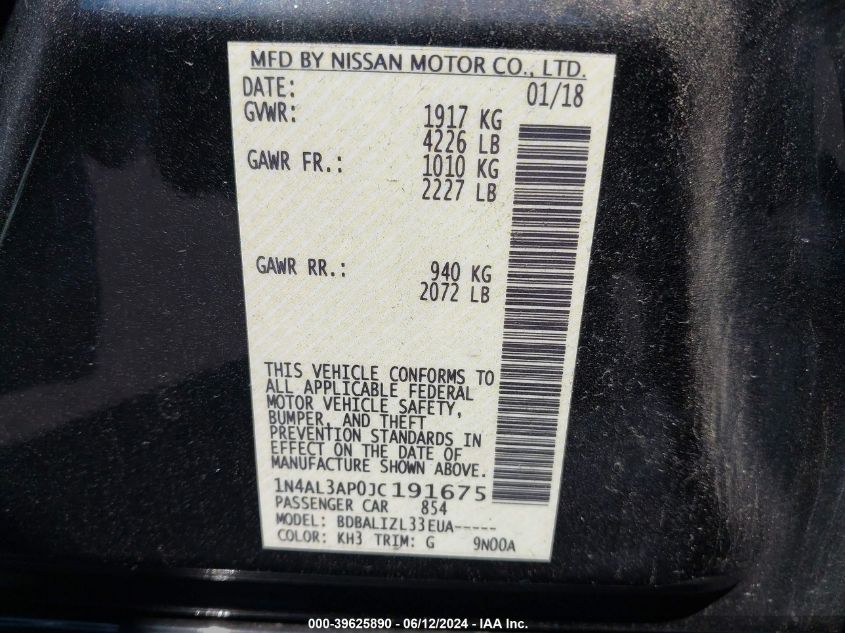 MFD BY NISSAN MOTOR CO., LTD.
DATE: 01/18
GVWR: 1917 KG
4226 LB
GAWR FR.: 1010 KG
2227 LB
GAWR RR.: 940 KG
2072 LB
THIS VEHICLE CONFORMS TO
ALL APPLICABLE FEDERAL
MOTOR VEHICLE SAFETY,
BUMPER, AND THEFT
PREVENTION STANDARDS IN
EFFECT ON THE DATE OF
MANUFACTURE SHOWN ABOVE.
1N4AL3AP0JC191675
PASSENGER CAR 854
MODEL: BDBALIZL33EUA-----
COLOR: KH3 TRIM: G 9N00A
000-39625890 - 06/12/2024 - IAA Inc.